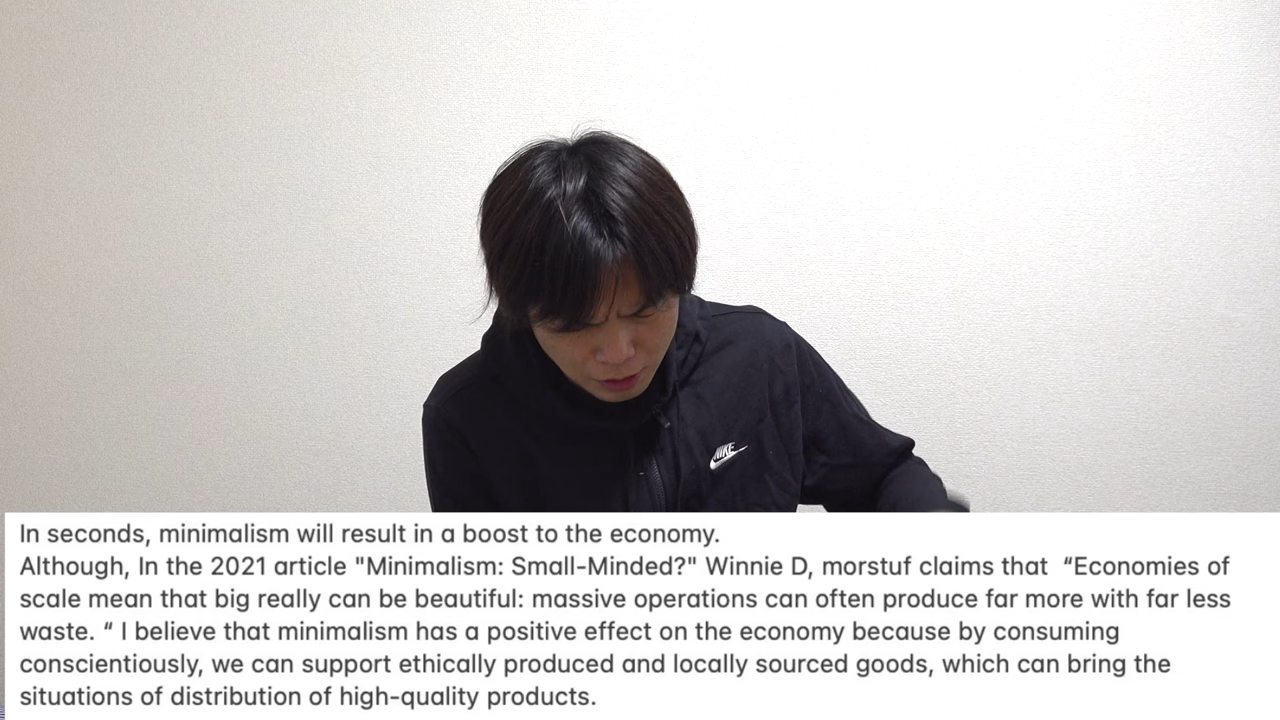 NIKE
In seconds, minimalism will result in a boost to the economy.
Although, In the 2021 article "Minimalism: Small-Minded?" Winnie D, morstuf claims that  “Economies of
scale mean that big really can be beautiful: massive operations can often produce far more with far less
waste. “ I believe that minimalism has a positive effect on the economy because by consuming
conscientiously, we can support ethically produced and locally sourced goods, which can bring the
situations of distribution of high-quality products.